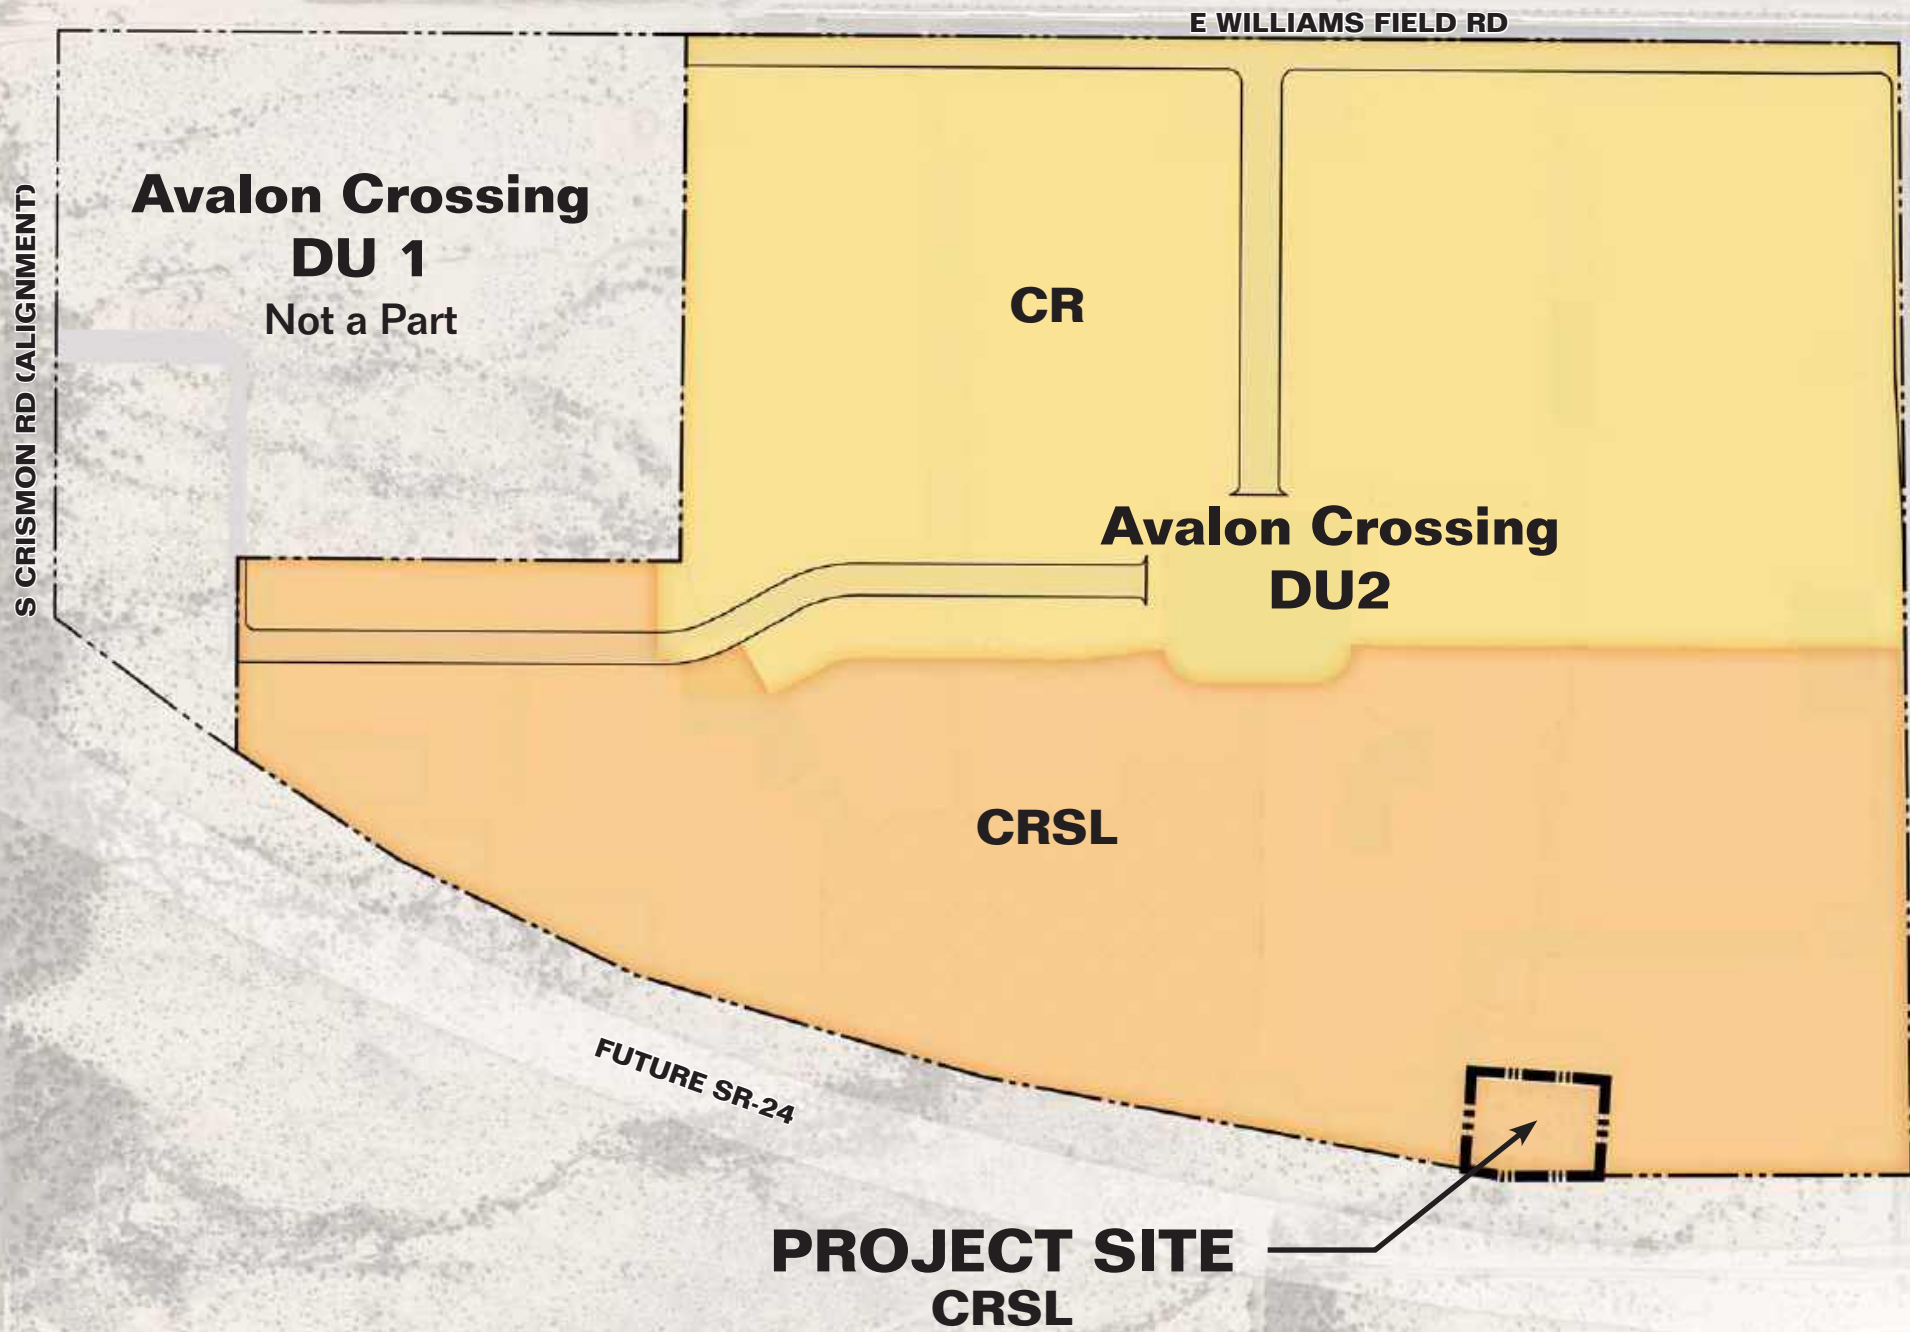 E WILLIAMS FIELD RD
S CRISMON RD (ALIGNMENT)
Avalon Crossing
DU 1
Not a Part
CR
Avalon Crossing
DU2
CRSL
FUTURE SR-24
PROJECT SITE
CRSL